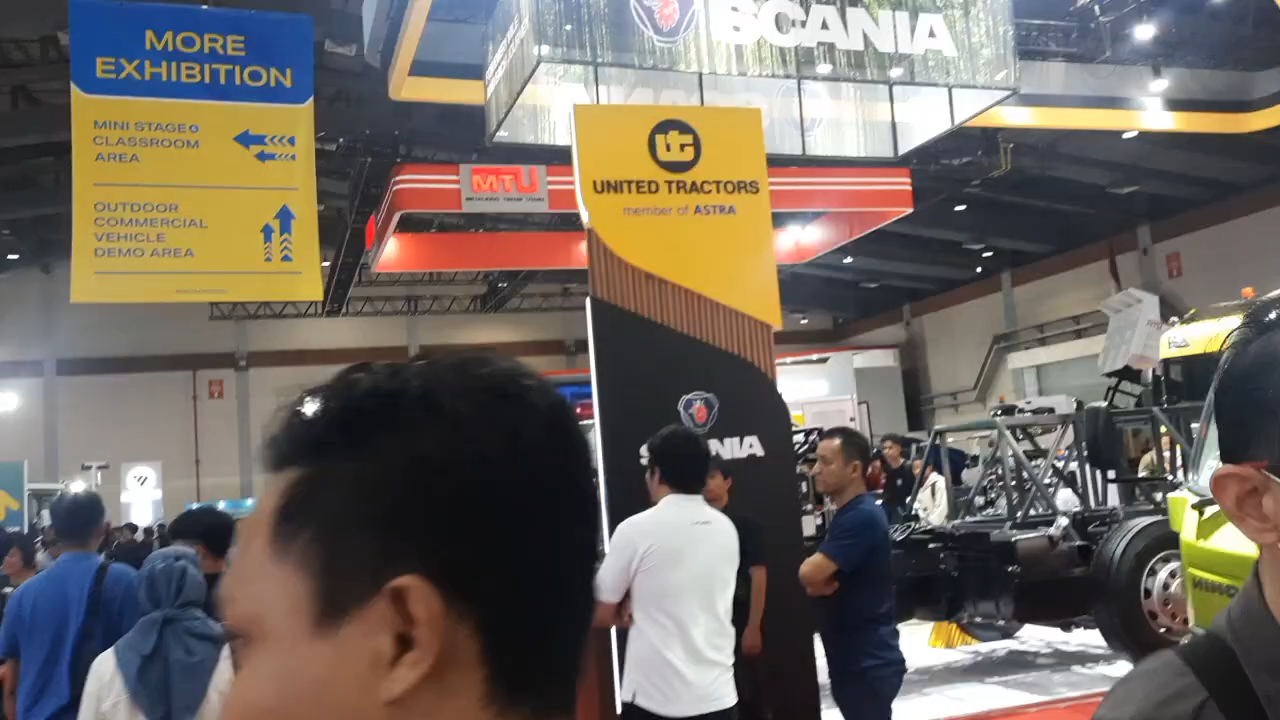 MORE
EXHIBITION
MINI STAGE &
CLASSROOM
AREA
OUTDOOR
COMMERCIAL
VEHICLE
DEMO AREA
SCANIA
MTU
UT
UNITED TRACTORS
member of ASTRA
SCANIA